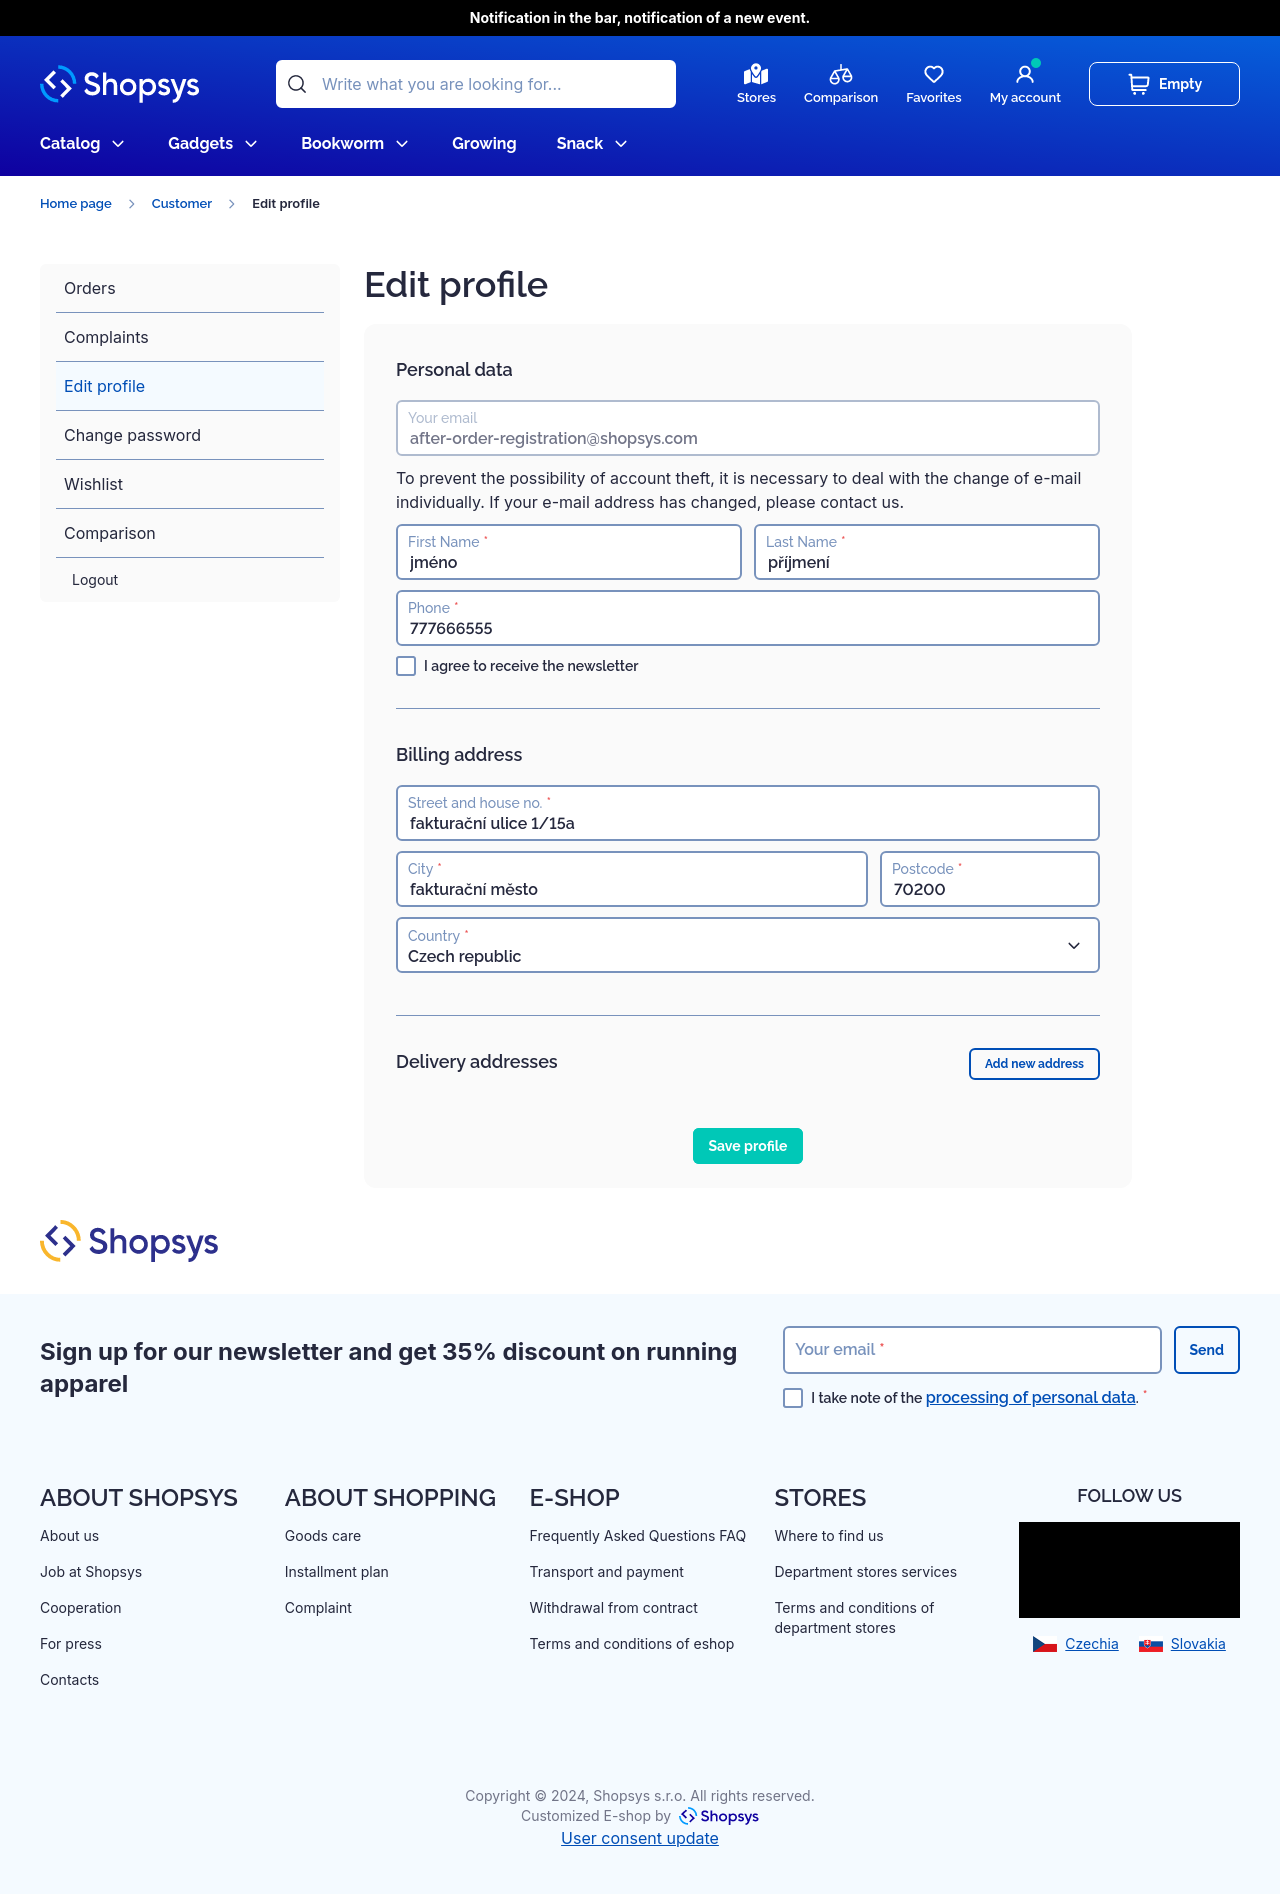 Notification in the bar, notification of a new event.
Shopsys
Write what you are looking for...
Stores
Comparison
Favorites
My account
Empty
Catalog
Gadgets
Bookworm
Growing
Snack
Home page
Customer
Edit profile
Orders
Complaints
Edit profile
Change password
Wishlist
Comparison
Logout
Edit profile
Personal data
Your email
after-order-registration@shopsys.com
To prevent the possibility of account theft, it is necessary to deal with the change of e-mail
individually. If your e-mail address has changed, please contact us.
First Name *
jméno
Last Name *
příjmení
Phone *
777666555
I agree to receive the newsletter
Billing address
Street and house no. *
fakturační ulice 1/15a
City *
fakturační město
Postcode *
70200
Country *
Czech republic
Delivery addresses
Add new address
Save profile
Shopsys
Sign up for our newsletter and get 35% discount on running
apparel
Your email *
Send
I take note of the processing of personal data. *
ABOUT SHOPSYS
About us
Job at Shopsys
Cooperation
For press
Contacts
ABOUT SHOPPING
Goods care
Installment plan
Complaint
E-SHOP
Frequently Asked Questions FAQ
Transport and payment
Withdrawal from contract
Terms and conditions of eshop
STORES
Where to find us
Department stores services
Terms and conditions of
department stores
FOLLOW US
Czechia
Slovakia
Copyright © 2024, Shopsys s.r.o. All rights reserved.
Customized E-shop by Shopsys
User consent update